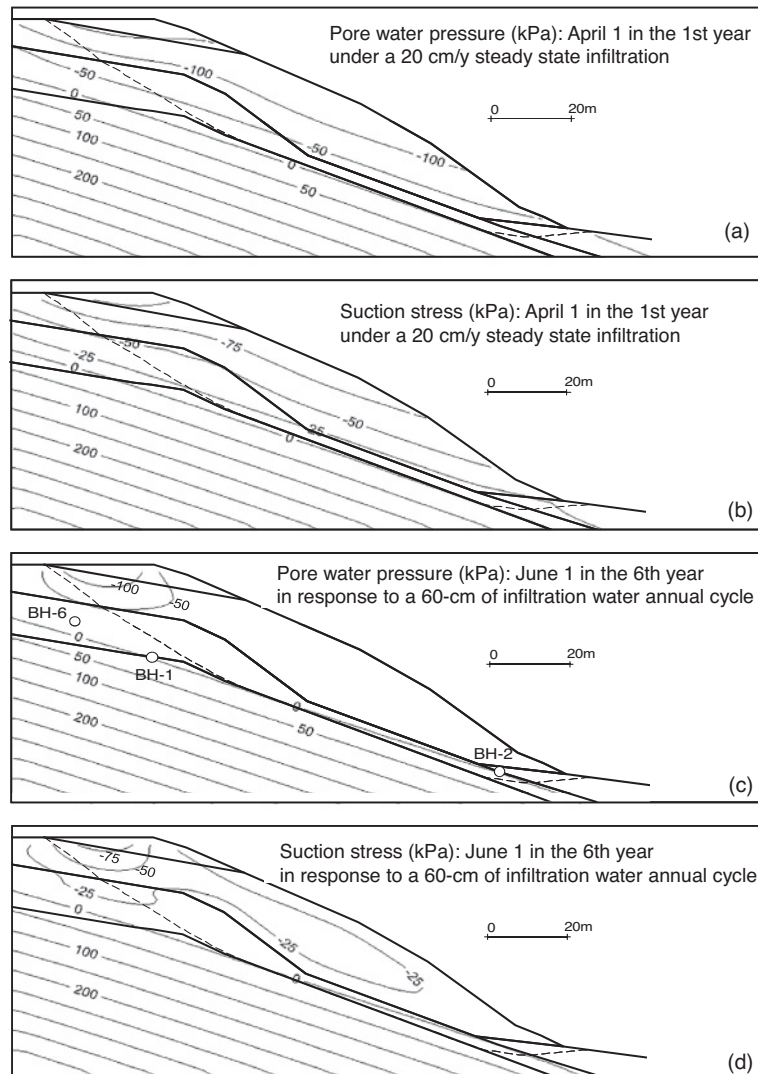 Pore water pressure (kPa): April 1 in the 1st year
under a 20 cm/y steady state infiltration
0 20m
-100
-50
0
50
100
200
-50
0
50
-100
(a)
Suction stress (kPa): April 1 in the 1st year
under a 20 cm/y steady state infiltration
0 20m
-75
-50
-25
0
100
200
-50
-25
0
(b)
Pore water pressure (kPa): June 1 in the 6th year
in response to a 60-cm of infiltration water annual cycle
0 20m
-100
-50
BH-6
0
50
BH-1
100
200
0
50
BH-2
(c)
Suction stress (kPa): June 1 in the 6th year
in response to a 60-cm of infiltration water annual cycle
0 20m
-75
-50
-25
0
100
200
-25
-25
0
(d)